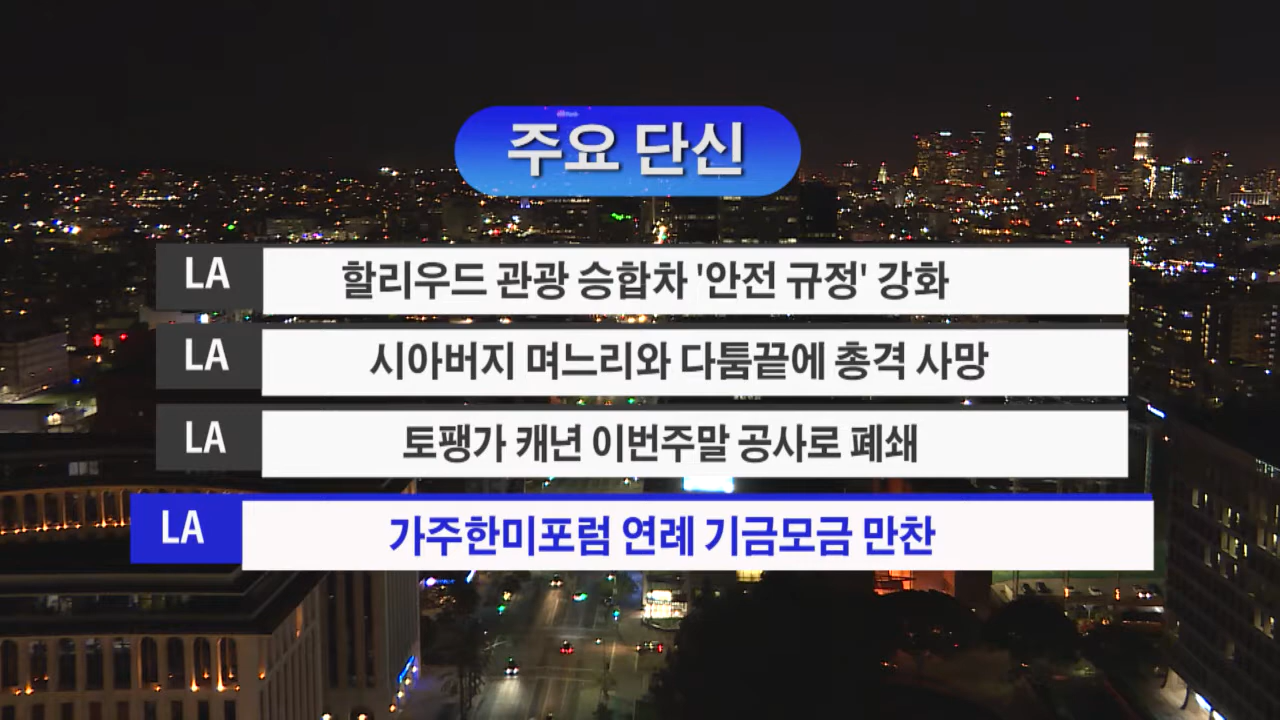 주요 단신
LA 할리우드 관광 승합차 '안전 규정' 강화
LA 시아버지 며느리와 다툼끝에 총격 사망
LA 토팽가 캐년 이번주말 공사로 폐쇄
LA 가주한미포럼 연례 기금모금 만찬